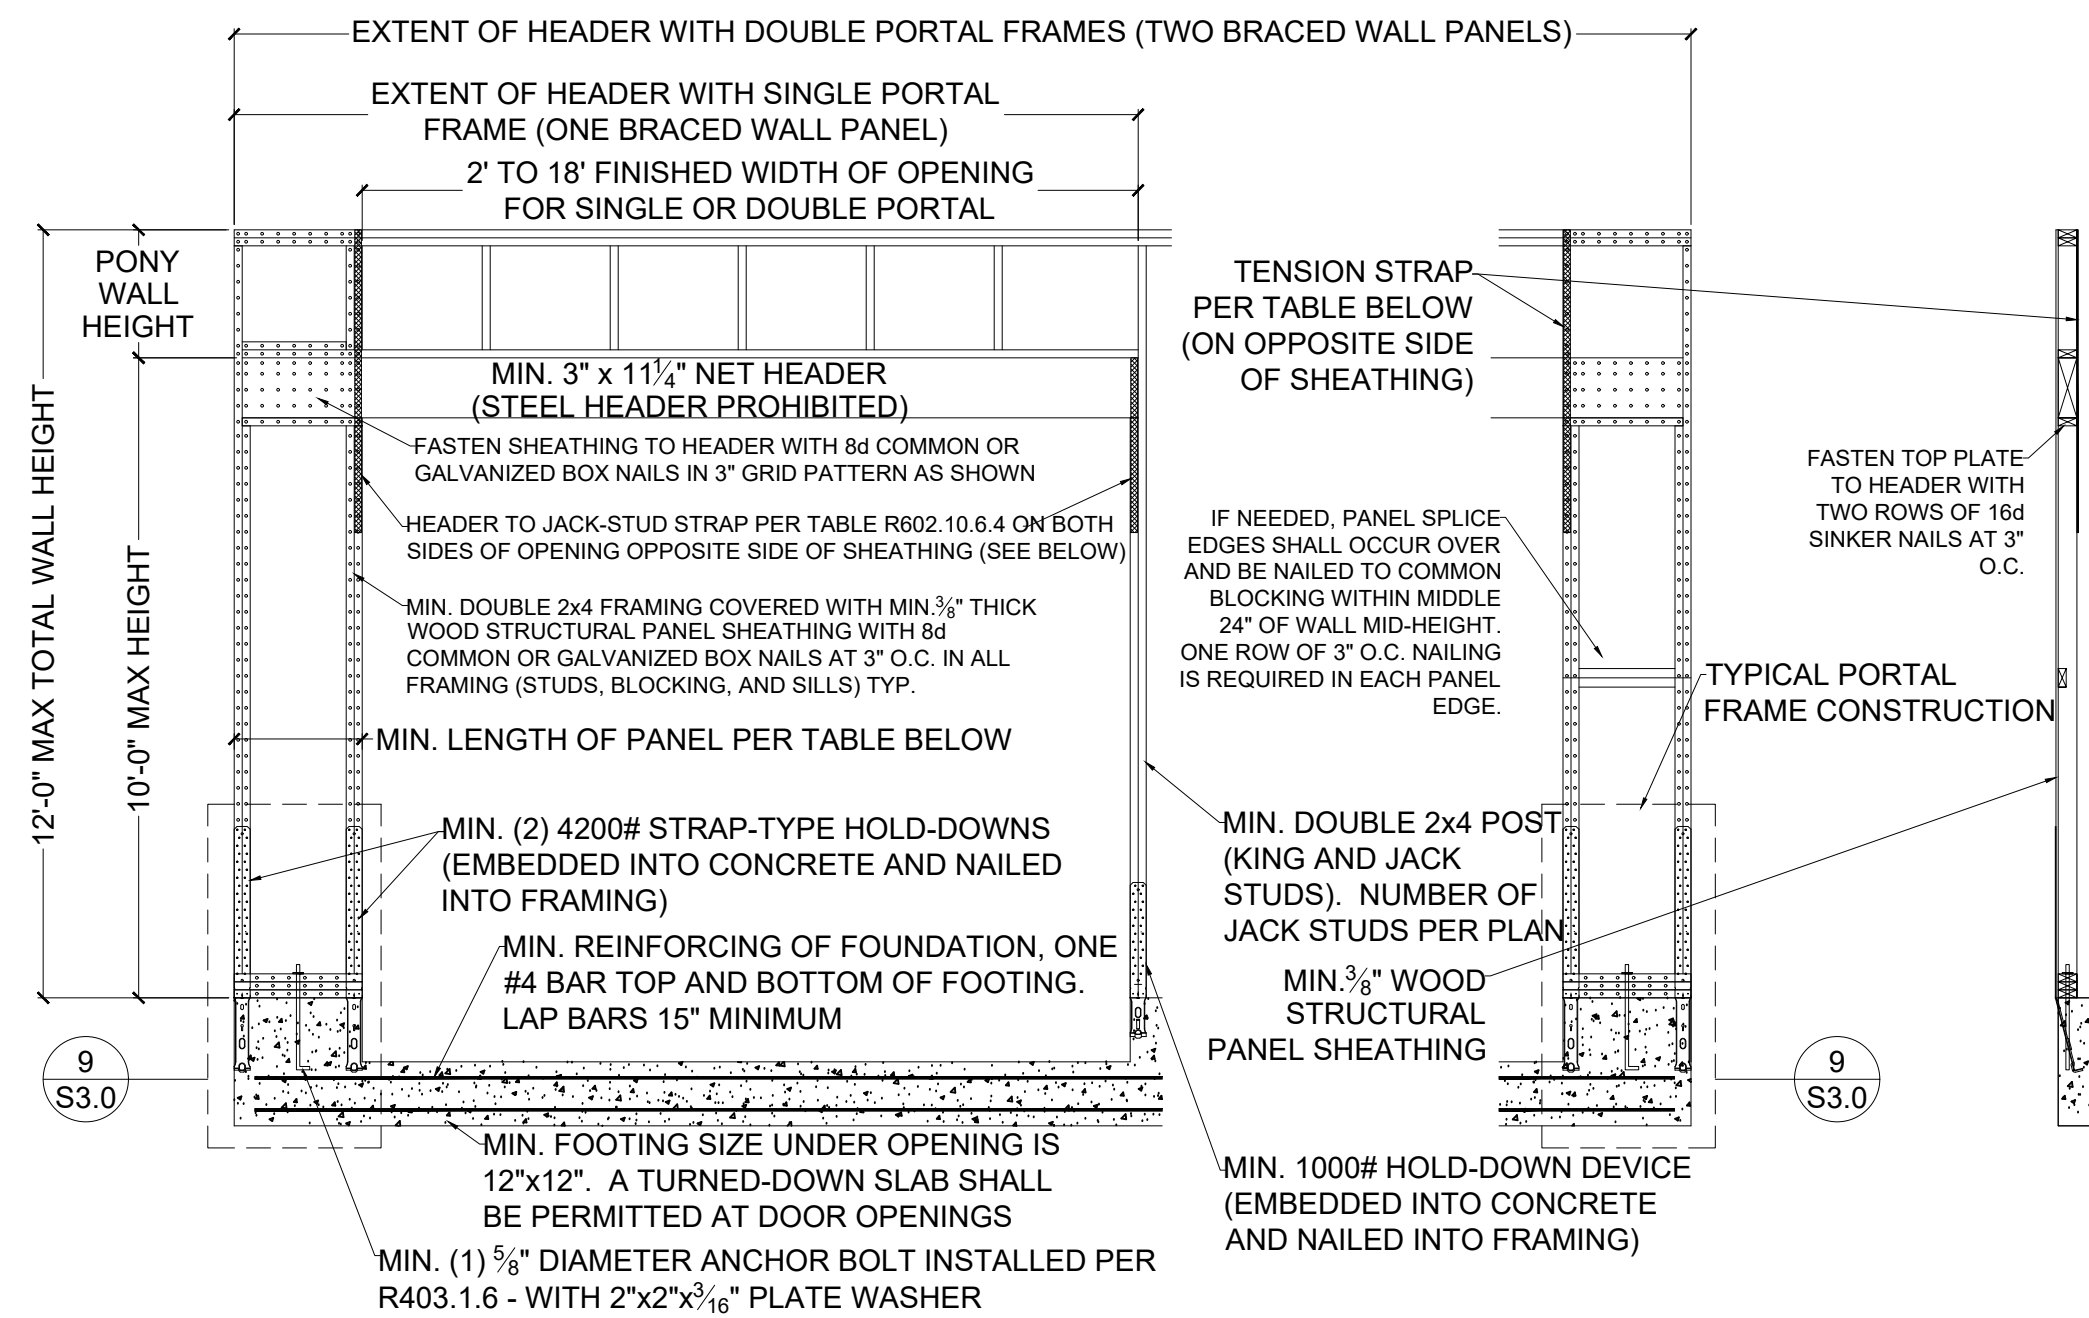 EXTENT OF HEADER WITH DOUBLE PORTAL FRAMES (TWO BRACED WALL PANELS)
EXTENT OF HEADER WITH SINGLE PORTAL
FRAME (ONE BRACED WALL PANEL)
2' TO 18' FINISHED WIDTH OF OPENING
FOR SINGLE OR DOUBLE PORTAL
PONY
WALL
HEIGHT
12'-0" MAX TOTAL WALL HEIGHT
10'-0" MAX HEIGHT
MIN. 3" x 11¼" NET HEADER
(STEEL HEADER PROHIBITED)
FASTEN SHEATHING TO HEADER WITH 8d COMMON OR
GALVANIZED BOX NAILS IN 3" GRID PATTERN AS SHOWN
HEADER TO JACK-STUD STRAP PER TABLE R602.10.6.4 ON BOTH
SIDES OF OPENING OPPOSITE SIDE OF SHEATHING (SEE BELOW)
MIN. DOUBLE 2x4 FRAMING COVERED WITH MIN.⅜" THICK
WOOD STRUCTURAL PANEL SHEATHING WITH 8d
COMMON OR GALVANIZED BOX NAILS AT 3" O.C. IN ALL
FRAMING (STUDS, BLOCKING, AND SILLS) TYP.
MIN. LENGTH OF PANEL PER TABLE BELOW
MIN. (2) 4200# STRAP-TYPE HOLD-DOWNS
(EMBEDDED INTO CONCRETE AND NAILED
INTO FRAMING)
MIN. REINFORCING OF FOUNDATION, ONE
#4 BAR TOP AND BOTTOM OF FOOTING.
LAP BARS 15" MINIMUM
9
S3.0
MIN. FOOTING SIZE UNDER OPENING IS
12"x12". A TURNED-DOWN SLAB SHALL
BE PERMITTED AT DOOR OPENINGS
MIN. (1) ⅝" DIAMETER ANCHOR BOLT INSTALLED PER
R403.1.6 - WITH 2"x2"x3⁄16" PLATE WASHER
TENSION STRAP
PER TABLE BELOW
(ON OPPOSITE SIDE
OF SHEATHING)
IF NEEDED, PANEL SPLICE
EDGES SHALL OCCUR OVER
AND BE NAILED TO COMMON
BLOCKING WITHIN MIDDLE
24" OF WALL MID-HEIGHT.
ONE ROW OF 3" O.C. NAILING
IS REQUIRED IN EACH PANEL
EDGE.
MIN. DOUBLE 2x4 POST
(KING AND JACK
STUDS). NUMBER OF
JACK STUDS PER PLAN
MIN.⅜" WOOD
STRUCTURAL
PANEL SHEATHING
MIN. 1000# HOLD-DOWN DEVICE
(EMBEDDED INTO CONCRETE
AND NAILED INTO FRAMING)
FASTEN TOP PLATE
TO HEADER WITH
TWO ROWS OF 16d
SINKER NAILS AT 3"
O.C.
TYPICAL PORTAL
FRAME CONSTRUCTION
9
S3.0